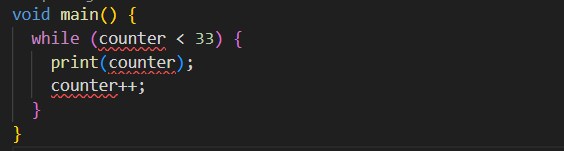 void main() {
while (counter < 33) {
print(counter);
counter++;
}
}